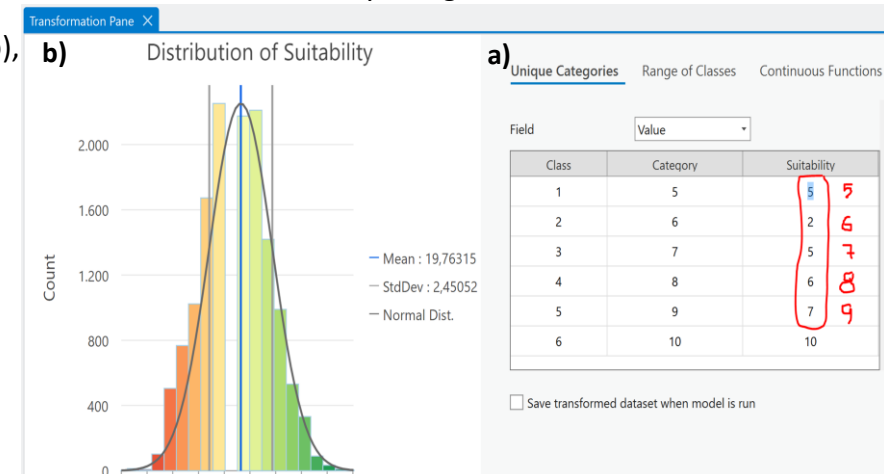 Transformation Pane ×
),
b)
Distribution of Suitability
2.000
1.600
1.200
800
400
0
Count
Mean : 19,76315
StdDev : 2,45052
Normal Dist.
a)
Unique Categories Range of Classes Continuous Functions
Field Value
Class Category Suitability
1 5 5 5
2 6 2 6
3 7 5 7
4 8 6 8
5 9 7 9
6 10 10
Save transformed dataset when model is run